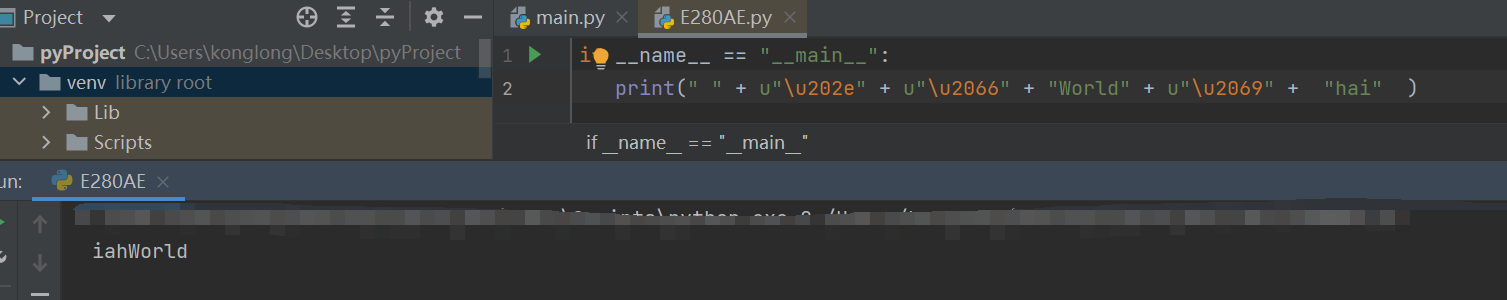 Project
main.py
E280AE.py
pyProject C:\Users\konglong\Desktop\pyProject
venv library root
Lib
Scripts
1
i __name__ == "__main__":
2
print(" " + u"\u202e" + u"\u2066" + "World" + u"\u2069" + "hai" )
if __name__ == "__main__"
un:
E280AE
iahWorld